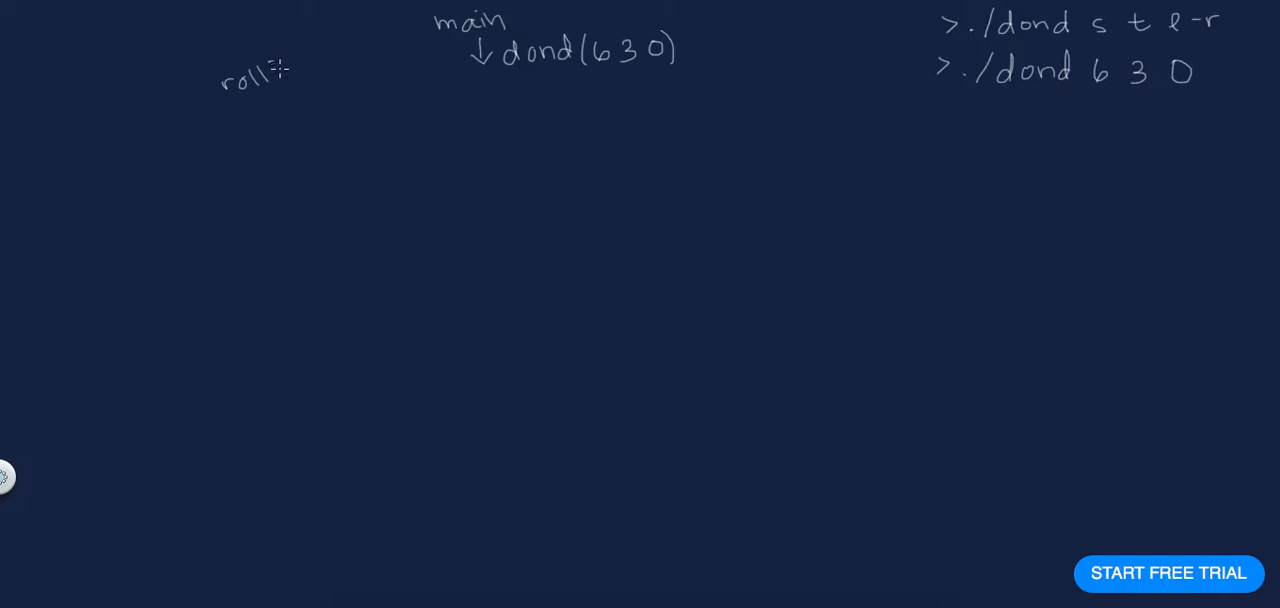 main
↓ dond(6 3 0)
roll
>./dond s t l-r
>./dond 6 3 0
START FREE TRIAL